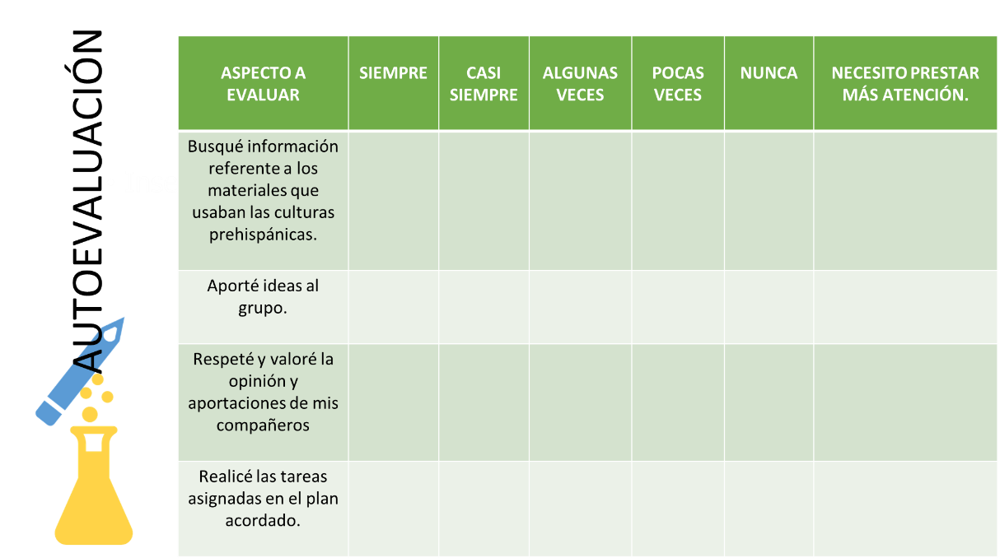 AUTOEVALUACIÓN
ASPECTO A
EVALUAR
SIEMPRE
CASI
SIEMPRE
ALGUNAS
VECES
POCAS
VECES
NUNCA
NECESITO PRESTAR
MÁS ATENCIÓN.
Busqué información
referente a los
materiales que
usaban las culturas
prehispánicas.
Aporté ideas al
grupo.
Respeté y valoré la
opinión y
aportaciones de mis
compañeros
Realicé las tareas
asignadas en el plan
acordado.